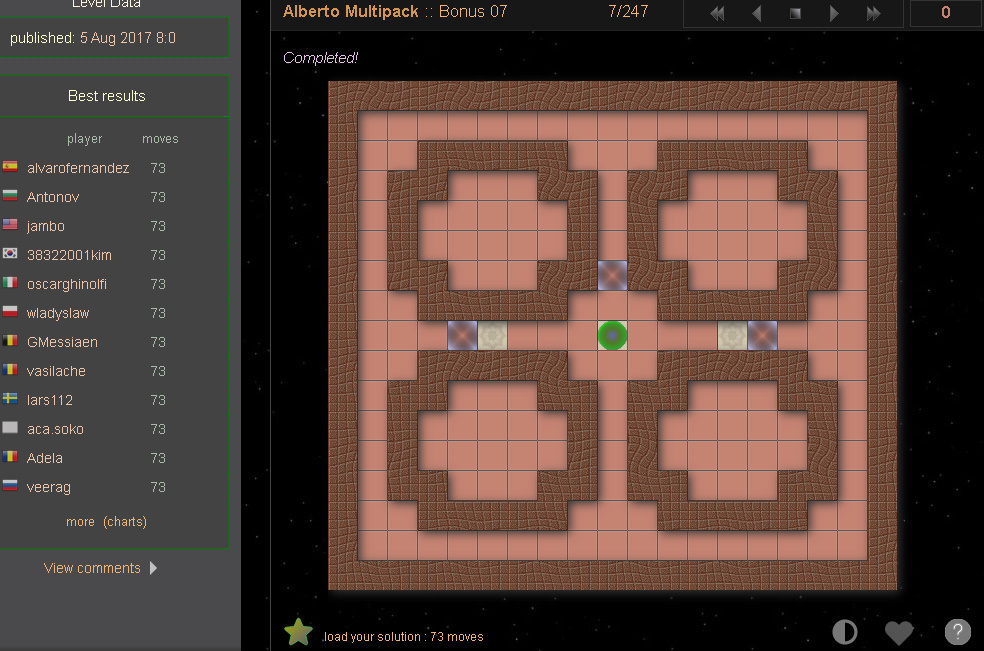 Level Data
published: 5 Aug 2017 8:0
Best results
player moves
alvarofernandez 73
Antonov 73
jambo 73
38322001kim 73
oscarghinolfi 73
wladyslaw 73
GMessiaen 73
vasilache 73
lars112 73
aca.soko 73
Adela 73
veerag 73
more (charts)
View comments
Alberto Multipack :: Bonus 07 7/247 0
Completed!
.load your solution : 73 moves
?